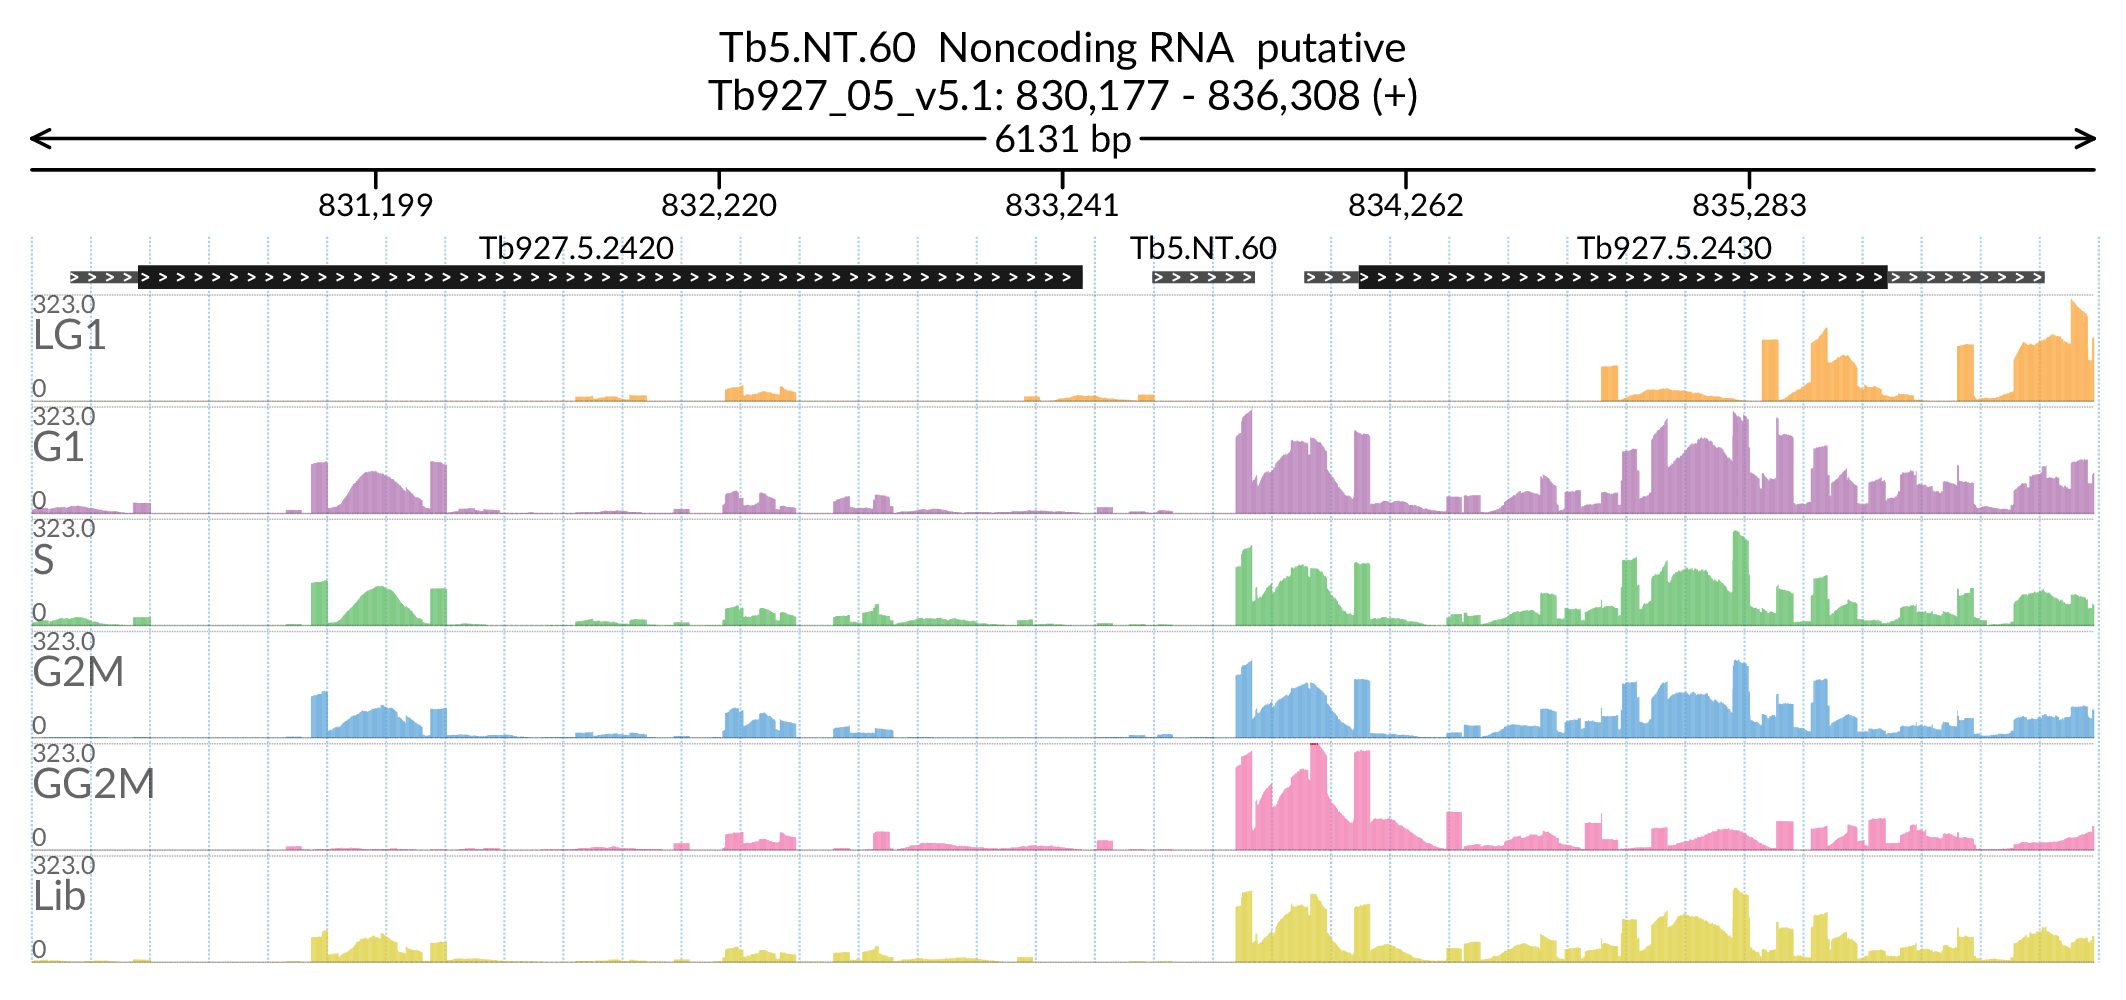 Tb5.NT.60 Noncoding RNA putative
Tb927_05_v5.1: 830,177 - 836,308 (+)
6131 bp
831,199 832,220 833,241 834,262 835,283
Tb927.5.2420 Tb5.NT.60 Tb927.5.2430
323.0
LG1
0
323.0
G1
0
323.0
S
0
323.0
G2M
0
323.0
GG2M
0
323.0
Lib
0